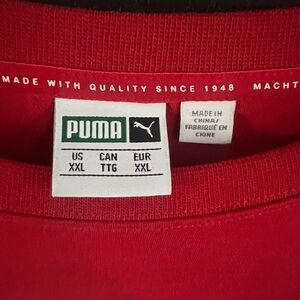 MADE WITH QUALITY SINCE 1948 MACHT
PUMA
US CAN EUR
XXL TTG XXL
MADE IN
CHINA/
FABRIQUÉ EN
CHINE